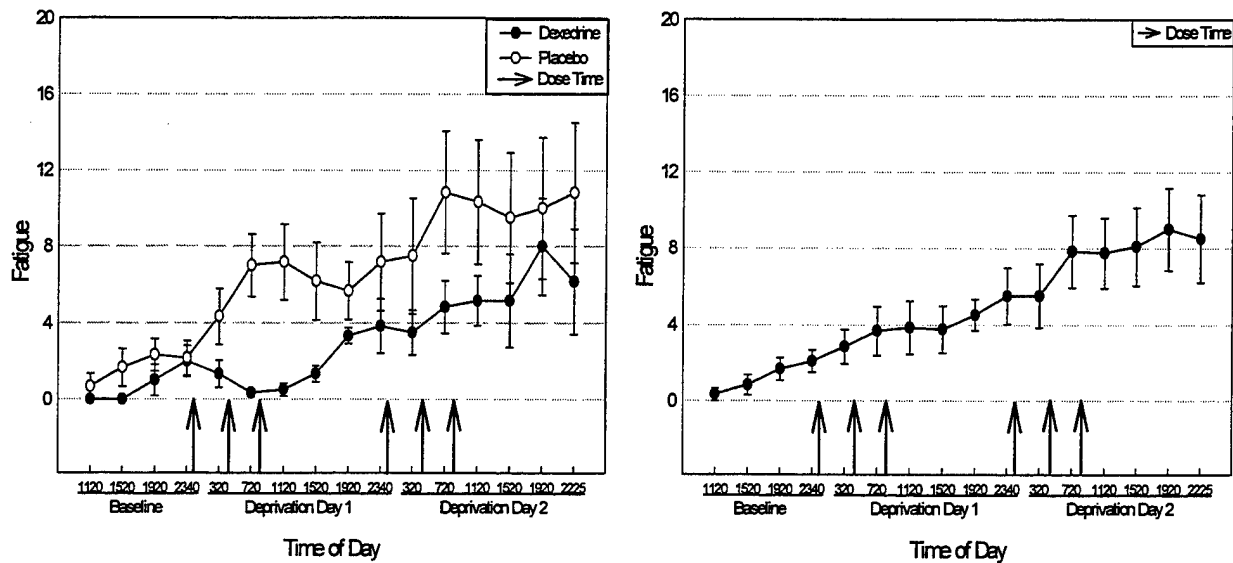 20
16
12
8
4
0
Fatigue
Dexedrine
Placebo
Dose Time
1120 1520 1920 2340 320 720 1120 1520 1920 2340 320 720 1120 1520 1920 2225
Baseline Deprivation Day 1 Deprivation Day 2
Time of Day
20
16
12
8
4
0
Fatigue
Dose Time
1120 1520 1920 2340 320 720 1120 1520 1920 2340 320 720 1120 1520 1920 2225
Baseline Deprivation Day 1 Deprivation Day 2
Time of Day